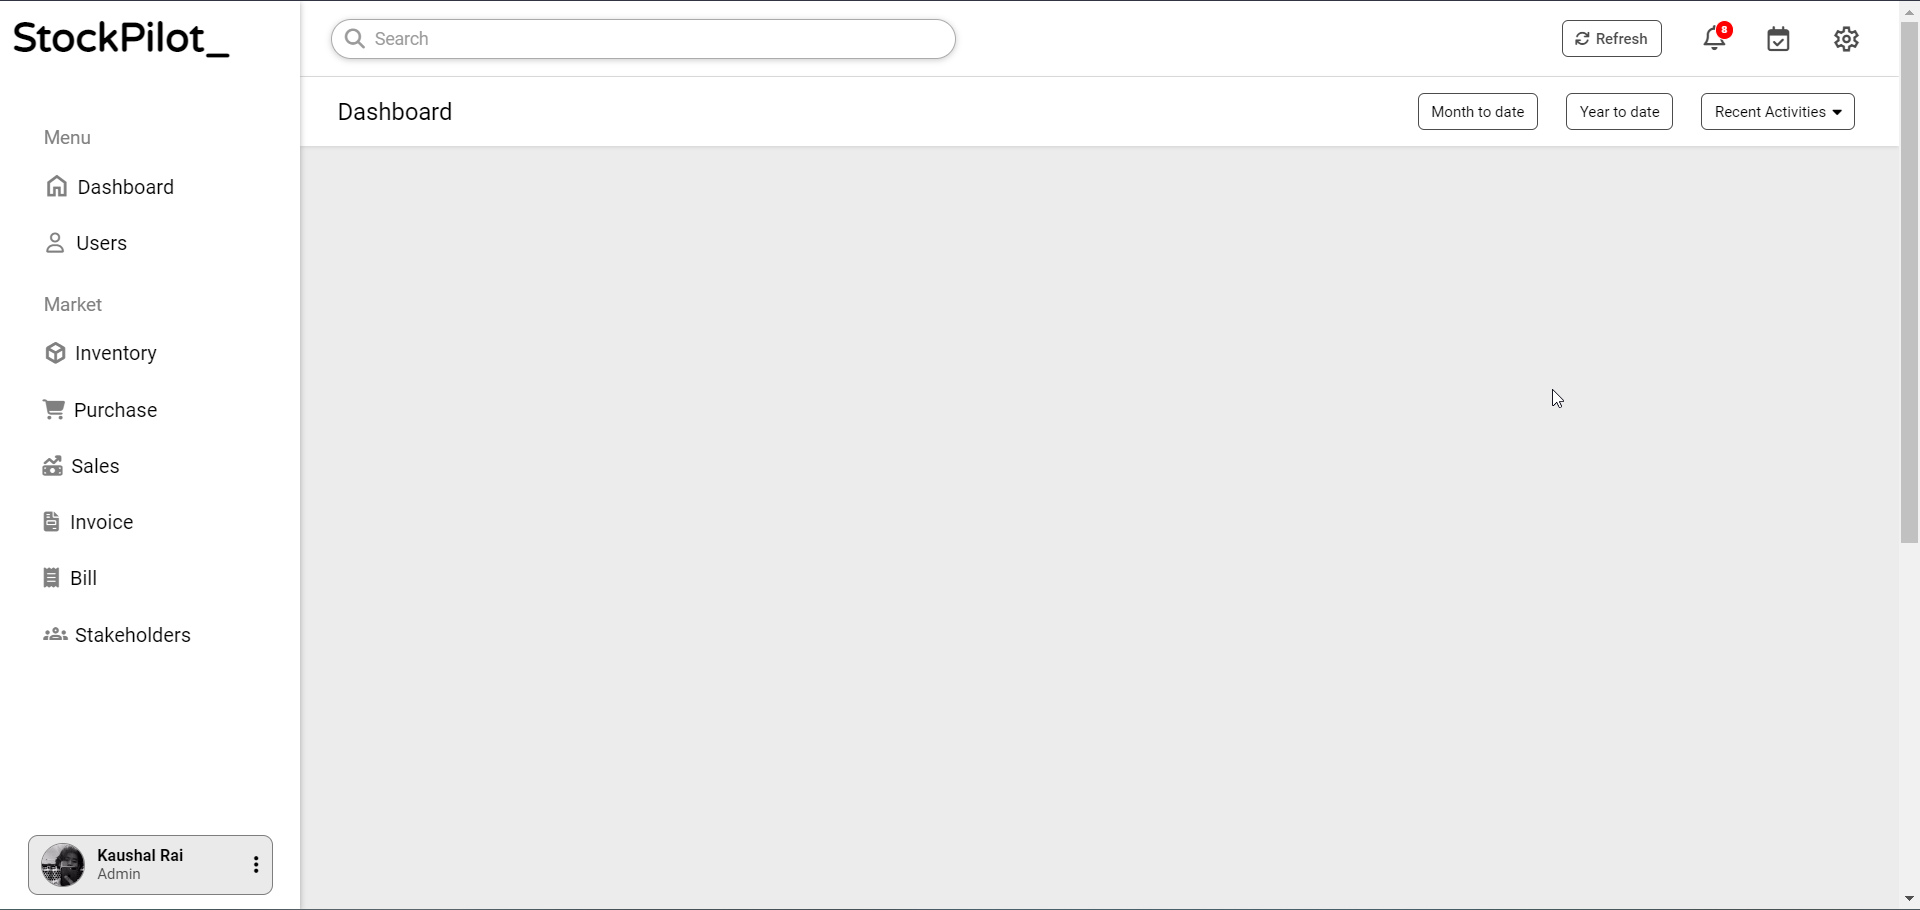 StockPilot_
Search
Refresh
8
Dashboard
Month to date
Year to date
Recent Activities
Menu
Dashboard
Users
Market
Inventory
Purchase
Sales
Invoice
Bill
Stakeholders
Kaushal Rai
Admin